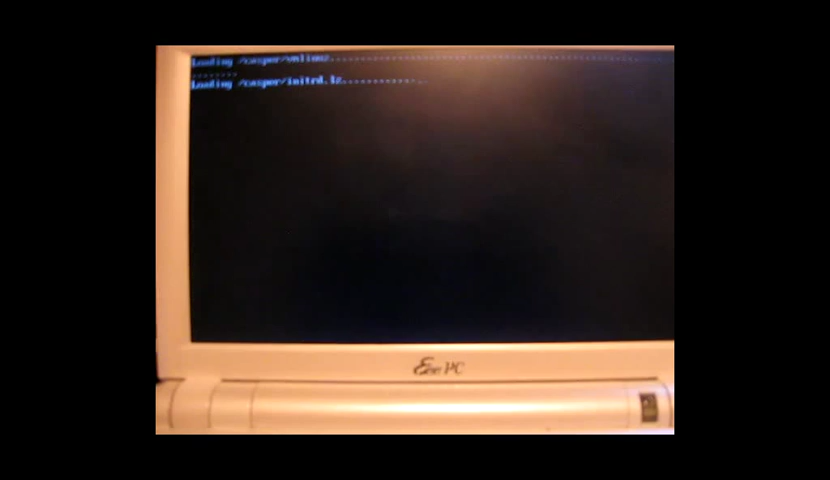 Loading /casper/vmlinuz..........................................................
........
Loading /casper/initrd.lz...............
Eee PC